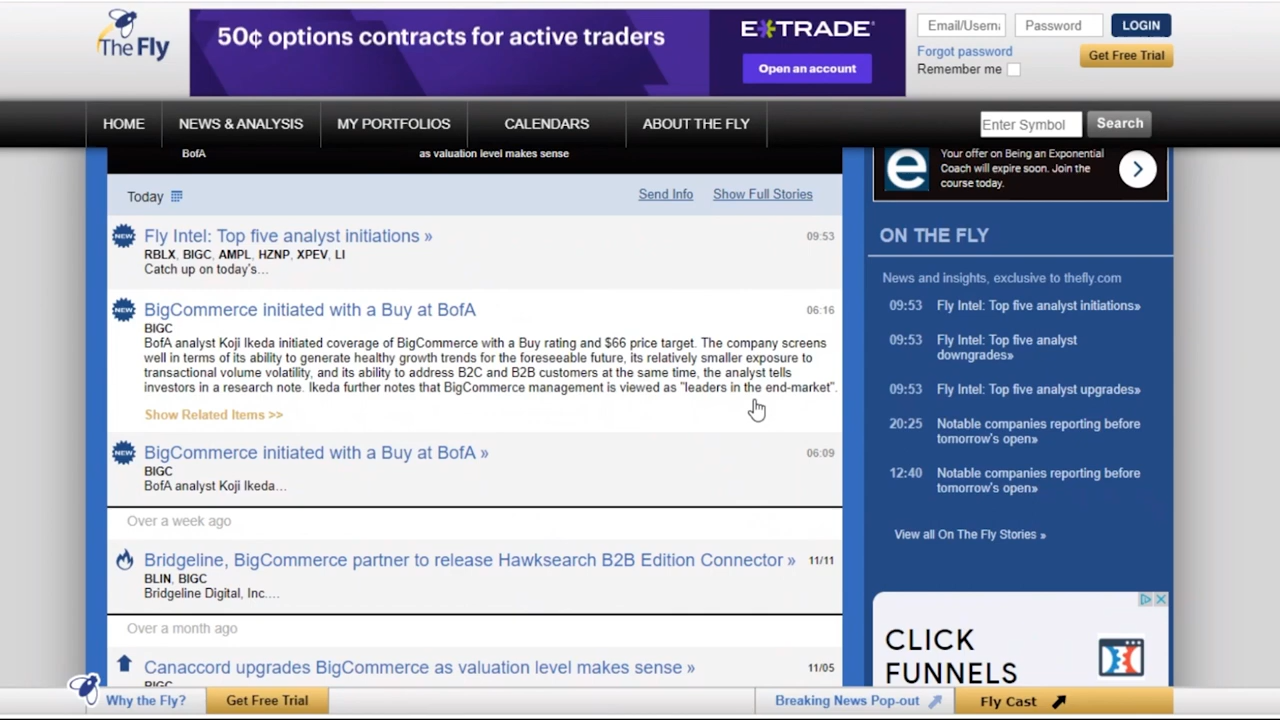 The Fly
50¢ options contracts for active traders
E*TRADE
Open an account
Email/Usern
Password
LOGIN
Forgot password
Remember me
Get Free Trial
HOME
NEWS & ANALYSIS
MY PORTFOLIOS
CALENDARS
ABOUT THE FLY
Enter Symbol
Search
BofA
as valuation level makes sense
Today
Send Info
Show Full Stories
NEW
Fly Intel: Top five analyst initiations »
09:53
RBLX, BIGC, AMPL, HZNP, XPEV, LI
Catch up on today's...
NEW
BigCommerce initiated with a Buy at BofA
06:16
BIGC
BofA analyst Koji Ikeda initiated coverage of BigCommerce with a Buy rating and $66 price target. The company screens
well in terms of its ability to generate healthy growth trends for the foreseeable future, its relatively smaller exposure to
transactional volume volatility, and its ability to address B2C and B2B customers at the same time, the analyst tells
investors in a research note. Ikeda further notes that BigCommerce management is viewed as "leaders in the end-market".
Show Related Items >>
NEW
BigCommerce initiated with a Buy at BofA »
06:09
BIGC
BofA analyst Koji Ikeda...
Over a week ago
Bridgeline, BigCommerce partner to release Hawksearch B2B Edition Connector »
11/11
BLIN, BIGC
Bridgeline Digital, Inc....
Over a month ago
Canaccord upgrades BigCommerce as valuation level makes sense »
11/05
BIGC
e
Your offer on Being an Exponential
Coach will expire soon. Join the
course today.
ON THE FLY
News and insights, exclusive to thefly.com
09:53 Fly Intel: Top five analyst initiations»
09:53 Fly Intel: Top five analyst
downgrades»
09:53 Fly Intel: Top five analyst upgrades»
20:25 Notable companies reporting before
tomorrow's open»
12:40 Notable companies reporting before
tomorrow's open»
View all On The Fly Stories »
CLICK
FUNNELS
Why the Fly?
Get Free Trial
Breaking News Pop-out
Fly Cast